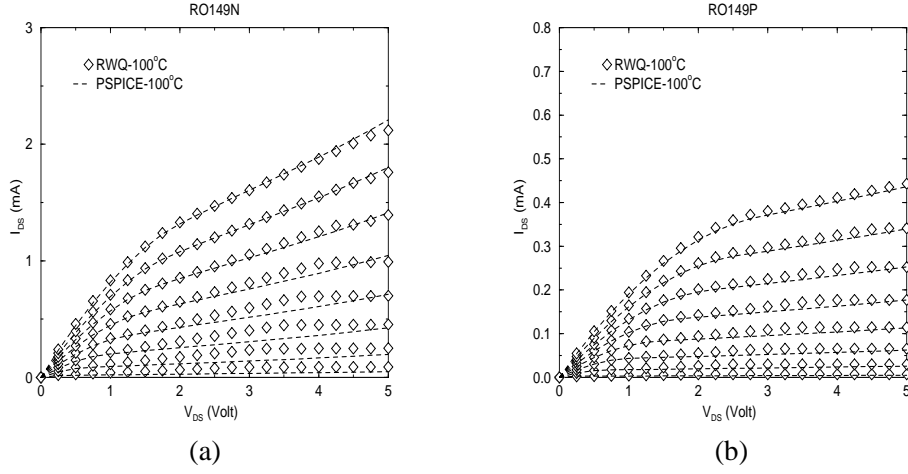 RO149N
3
2
1
0
0 1 2 3 4 5
I_DS (mA)
V_DS (Volt)
RWQ-100°C
PSPICE-100°C
(a)
RO149P
0.8
0.7
0.6
0.5
0.4
0.3
0.2
0.1
0.0
0 1 2 3 4 5
I_DS (mA)
V_DS (Volt)
RWQ-100°C
PSPICE-100°C
(b)